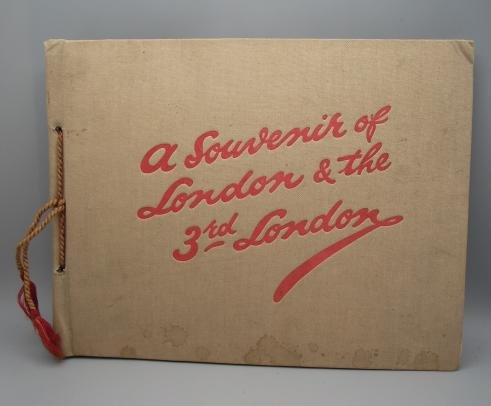 A Souvenir of
London & the
3rd London